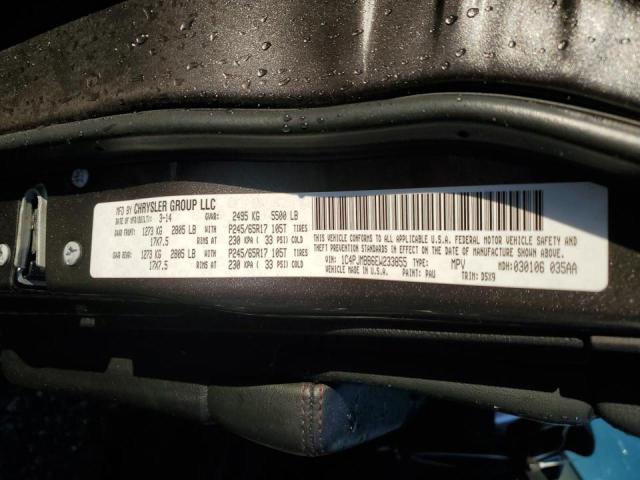 MFD BY CHRYSLER GROUP LLC
DATE OF MFR: 3-14 GVWR: 2495 KG 5500 LB
GAWR FRONT: 1273 KG 2805 LB TIRES P245/65R17 105T
17X7.5 RIMS AT 230 KPA ( 33 PSI) COLD
GAWR REAR: 1273 KG 2805 LB TIRES P245/65R17 105T
17X7.5 RIMS AT 230 KPA ( 33 PSI) COLD
THIS VEHICLE CONFORMS TO ALL APPLICABLE U.S.A. FEDERAL MOTOR VEHICLE SAFETY AND
THEFT PREVENTION STANDARDS IN EFFECT ON THE DATE OF MANUFACTURE SHOWN ABOVE.
VIN: 1C4PJMBB6EW233855 TYPE: MPV MDH: 030106 035AA
VEHICLE MADE IN U.S.A. PAINT: PAU TRIM: D5X9